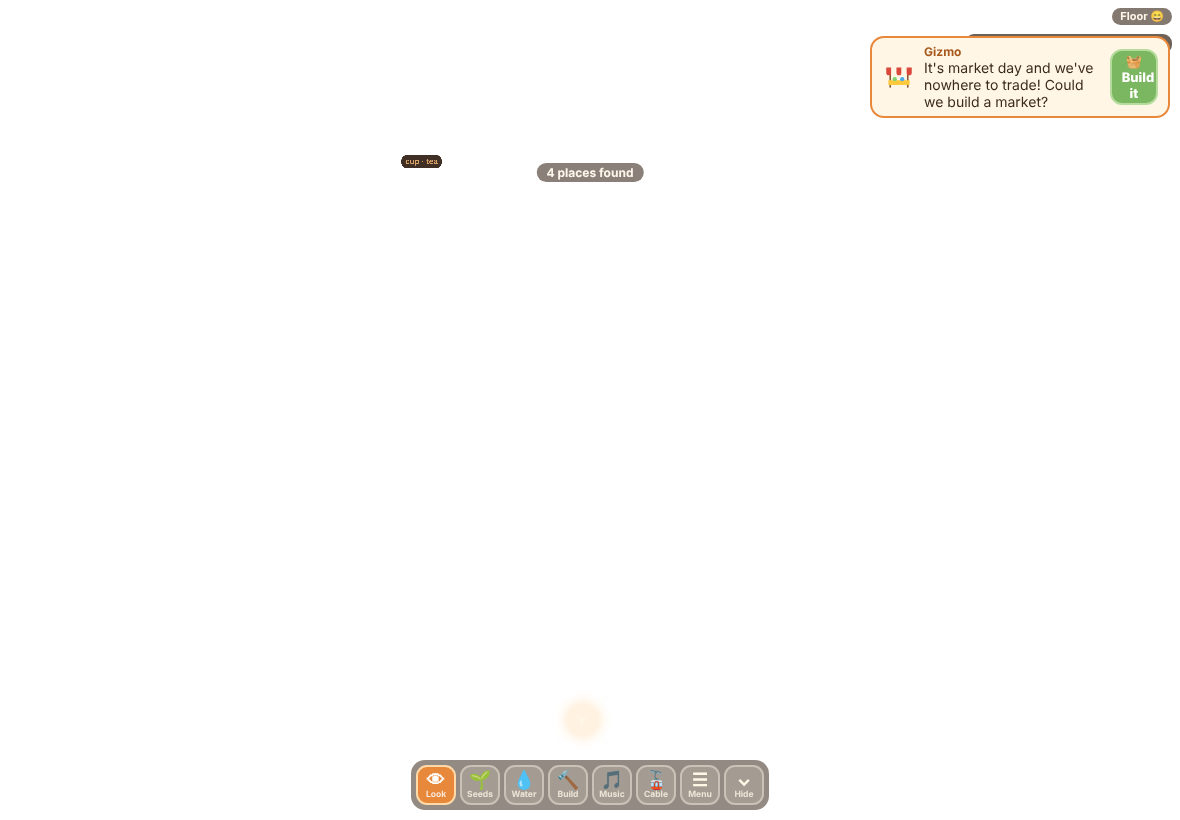 Floor
Gizmo
It's market day and we've
nowhere to trade! Could
we build a market?
Build
it
cup · tea
4 places found
Look
Seeds
Water
Build
Music
Cable
Menu
Hide